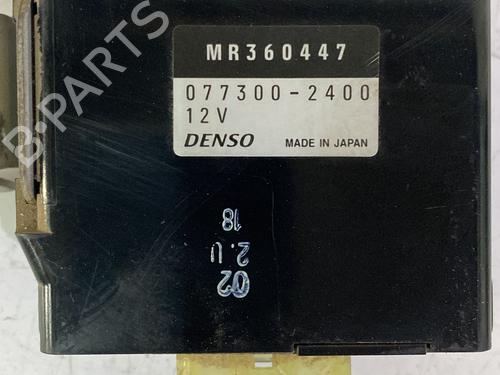 MR360447
077300-2400
12V
DENSO MADE IN JAPAN
18
2.U
02
B-PARTS